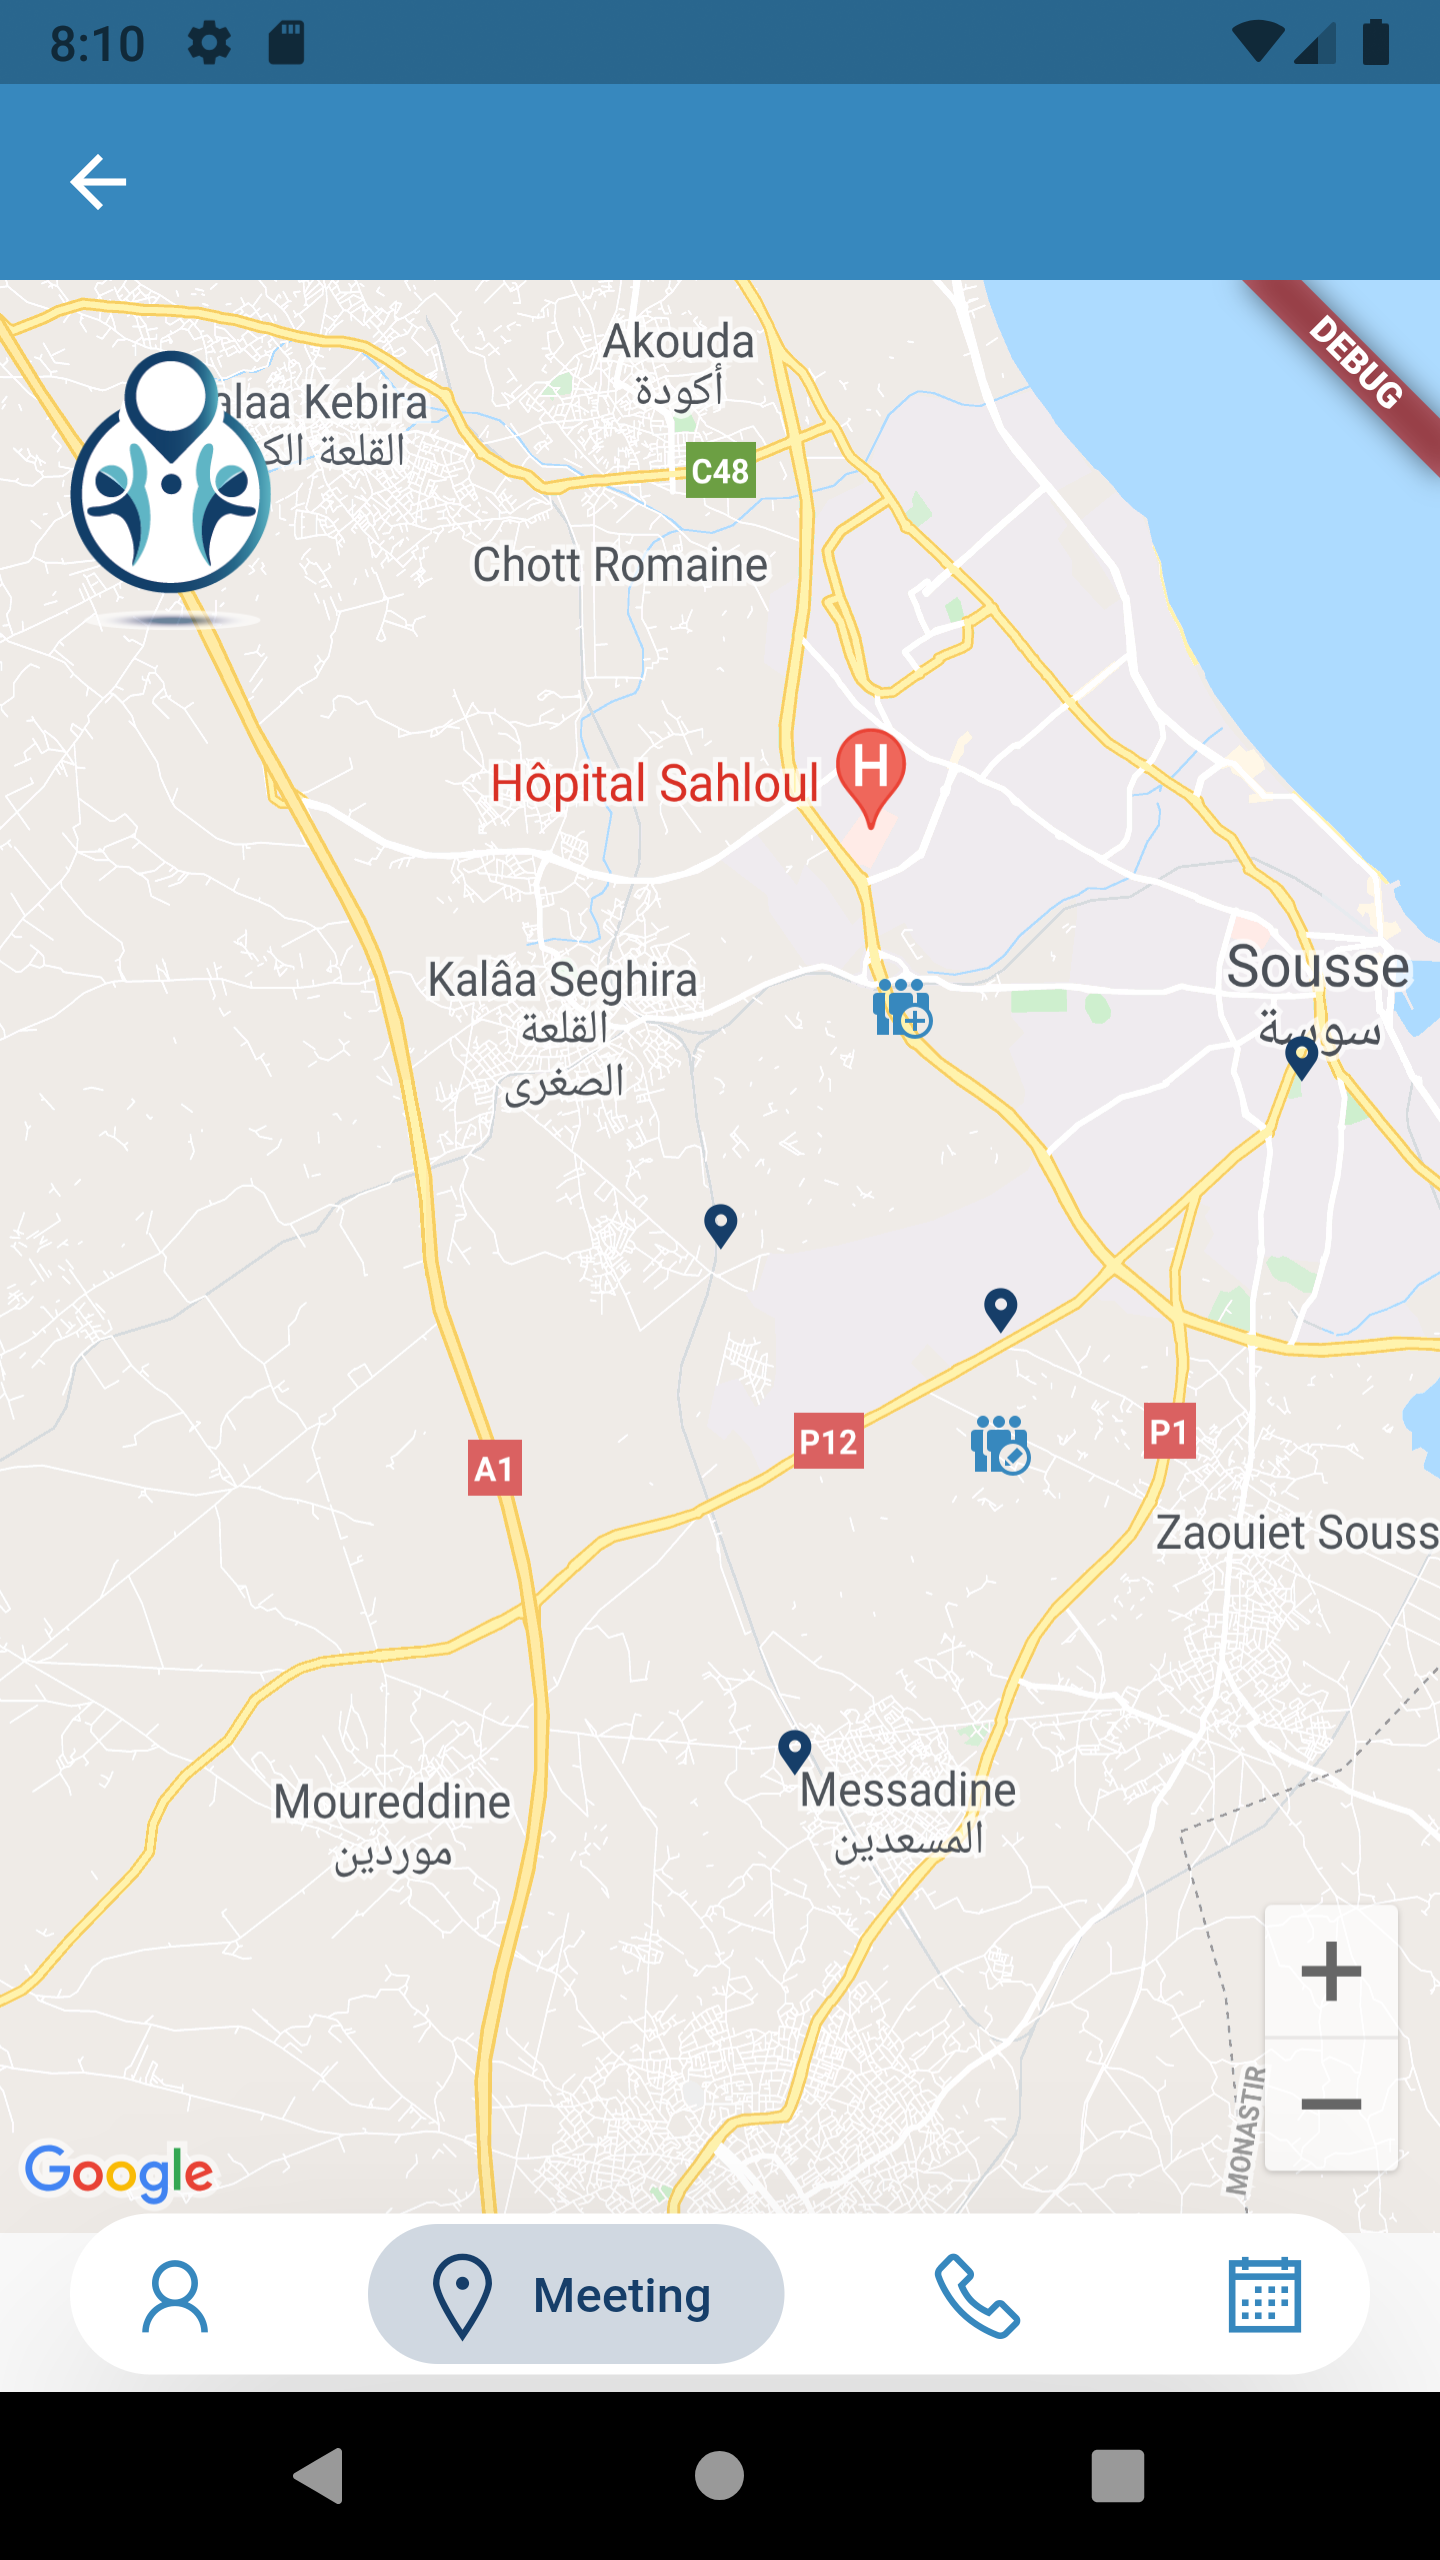 8:10
DEBUG
Akouda
أكودة
alaa Kebira
القلعة الك
C48
Chott Romaine
Hôpital Sahloul
H
Sousse
سوسة
Kalâa Seghira
القلعة
الصغرى
P12
P1
A1
Zaouiet Souss
Messadine
المسعدين
Moureddine
موردين
MONASTIR
Google
Meeting